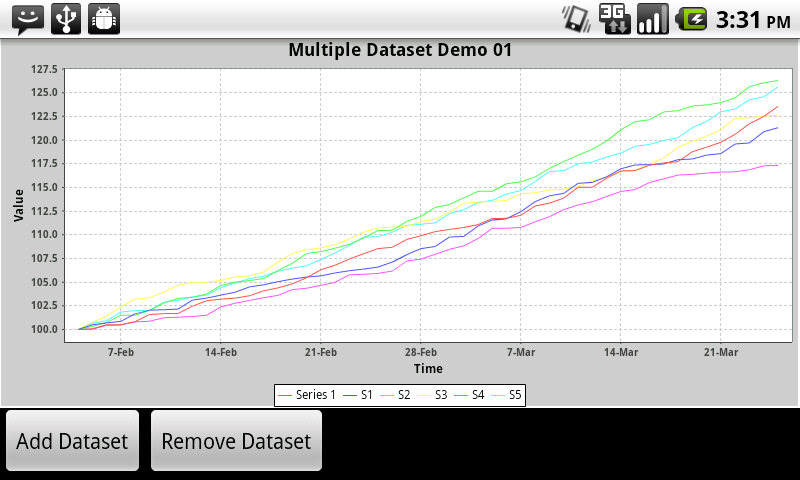 3G 3:31 PM
Multiple Dataset Demo 01
127.5
125.0
122.5
120.0
117.5
115.0
112.5
110.0
107.5
105.0
102.5
100.0
Value
7-Feb 14-Feb 21-Feb 28-Feb 7-Mar 14-Mar 21-Mar
Time
Series 1 S1 S2 S3 S4 S5
Add Dataset Remove Dataset